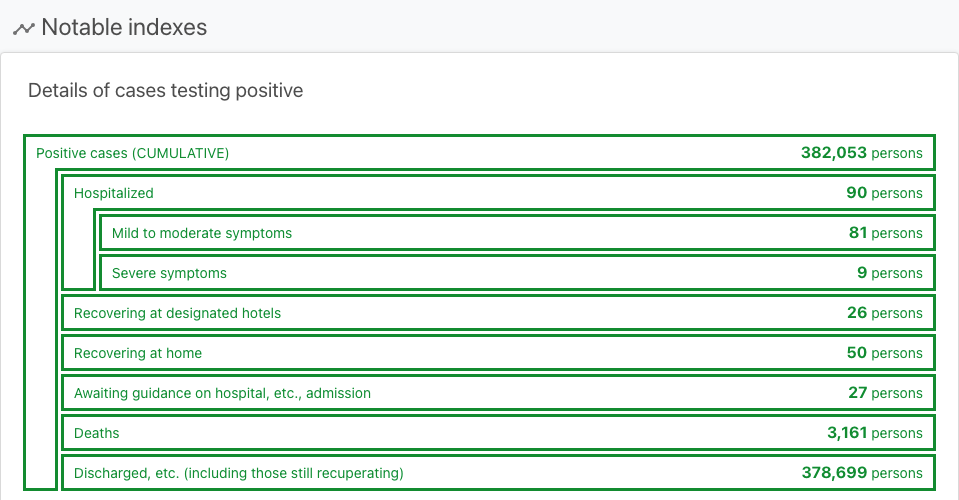 Notable indexes
Details of cases testing positive
Positive cases (CUMULATIVE) 382,053 persons
Hospitalized 90 persons
Mild to moderate symptoms 81 persons
Severe symptoms 9 persons
Recovering at designated hotels 26 persons
Recovering at home 50 persons
Awaiting guidance on hospital, etc., admission 27 persons
Deaths 3,161 persons
Discharged, etc. (including those still recuperating) 378,699 persons